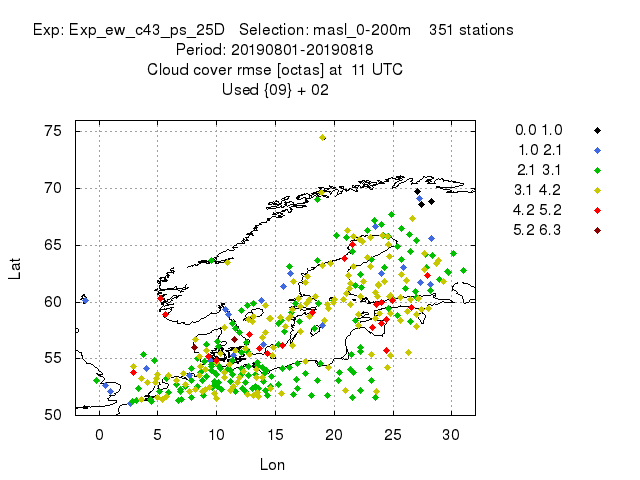 Exp: Exp_ew_c43_ps_25D   Selection: masl_0-200m    351 stations
Period: 20190801-20190818
Cloud cover rmse [octas] at  11 UTC
Used {09} + 02
75
70
65
60
55
50
Lat
0 5 10 15 20 25 30
Lon
0.0 1.0
1.0 2.1
2.1 3.1
3.1 4.2
4.2 5.2
5.2 6.3